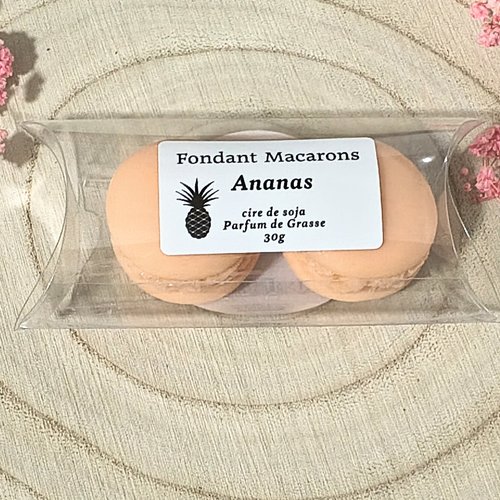 Fondant Macarons
Ananas
cire de soja
Parfum de Grasse
30g